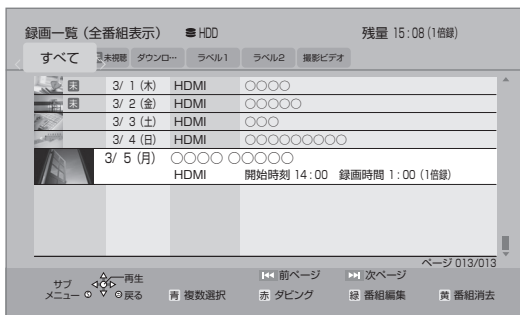 録画一覧（全番組表示） HDD 残量 15:08（1倍録）
すべて 未視聴 ダウンロ… ラベル1 ラベル2 撮影ビデオ
未 3/ 1（木） HDMI ○○○○
未 3/ 2（金） HDMI ○○○○○
3/ 3（土） HDMI ○○○
3/ 4（日） HDMI ○○○○○○○○○
3/ 5（月） ○○○○ ○○○○○
HDMI 開始時刻 14:00 録画時間 1:00（1倍録）
ページ 013/013
サブメニュー 再生 戻る
前ページ 次ページ
青 複数選択 赤 ダビング 緑 番組編集 黄 番組消去